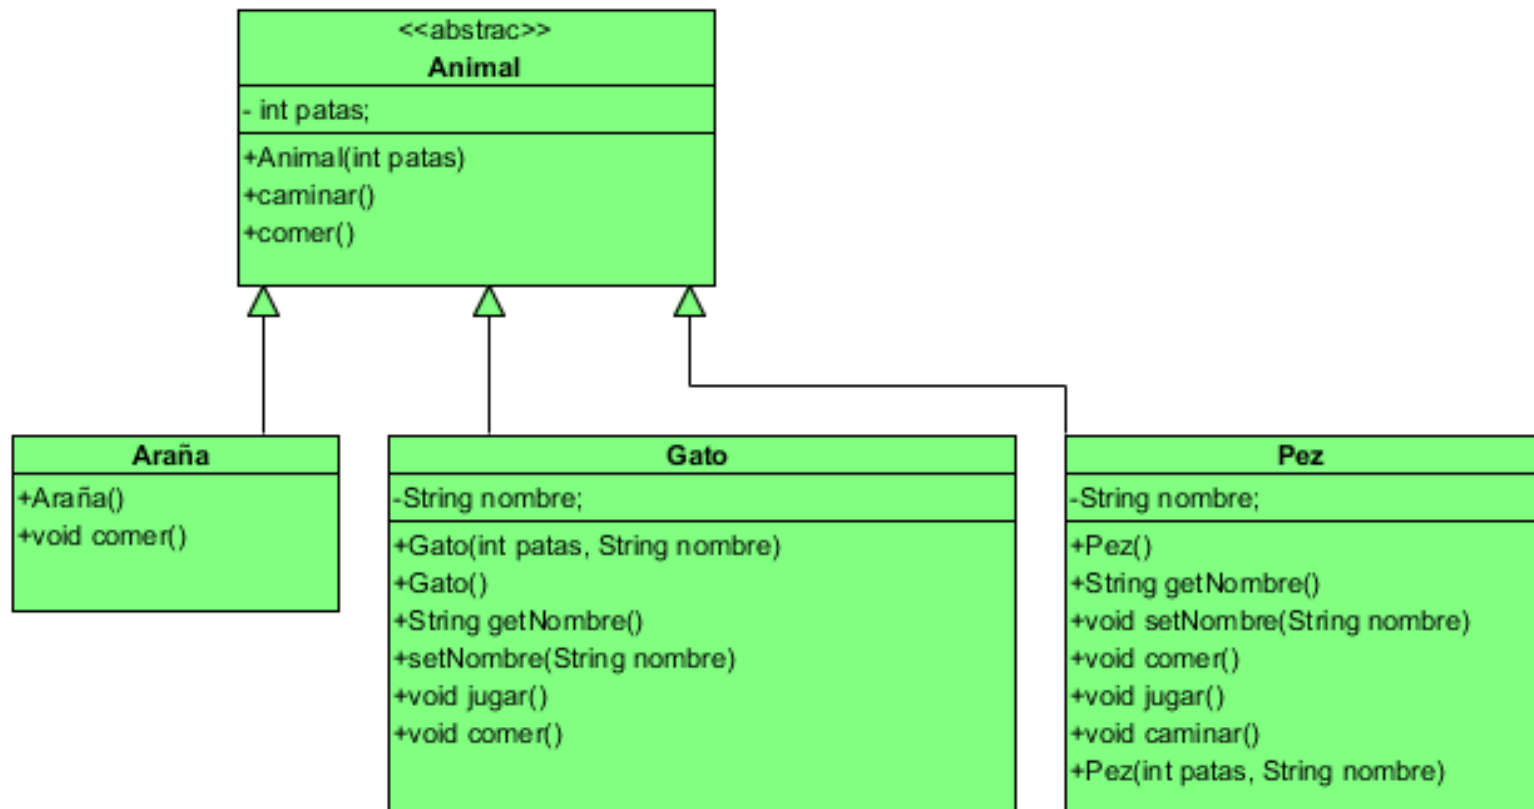 <<abstrac>>
Animal
- int patas;
+Animal(int patas)
+caminar()
+comer()
Araña
+Araña()
+void comer()
Gato
-String nombre;
+Gato(int patas, String nombre)
+Gato()
+String getNombre()
+setNombre(String nombre)
+void jugar()
+void comer()
Pez
-String nombre;
+Pez()
+String getNombre()
+void setNombre(String nombre)
+void comer()
+void jugar()
+void caminar()
+Pez(int patas, String nombre)